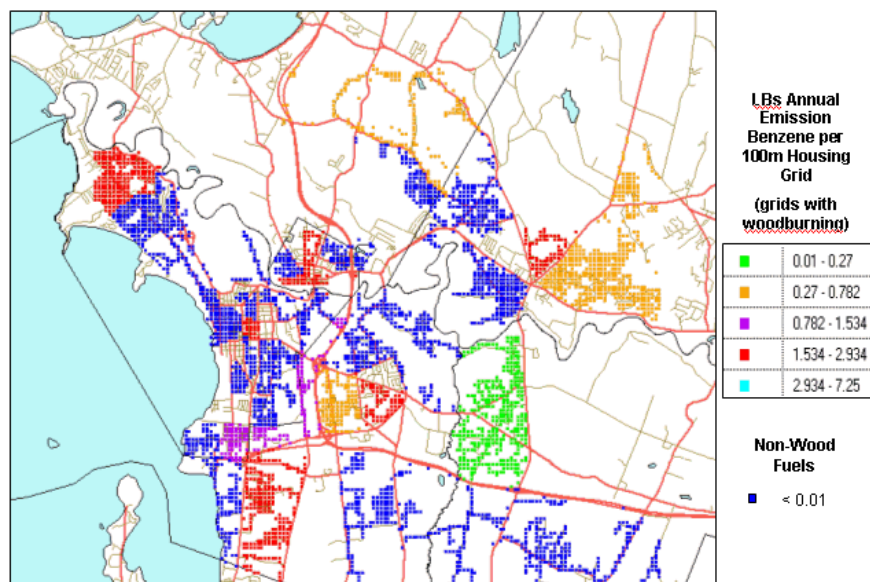 LBs Annual
Emission
Benzene per
100m Housing
Grid
(grids with
woodburning)
0.01 - 0.27
0.27 - 0.782
0.782 - 1.534
1.534 - 2.934
2.934 - 7.25
Non-Wood
Fuels
< 0.01